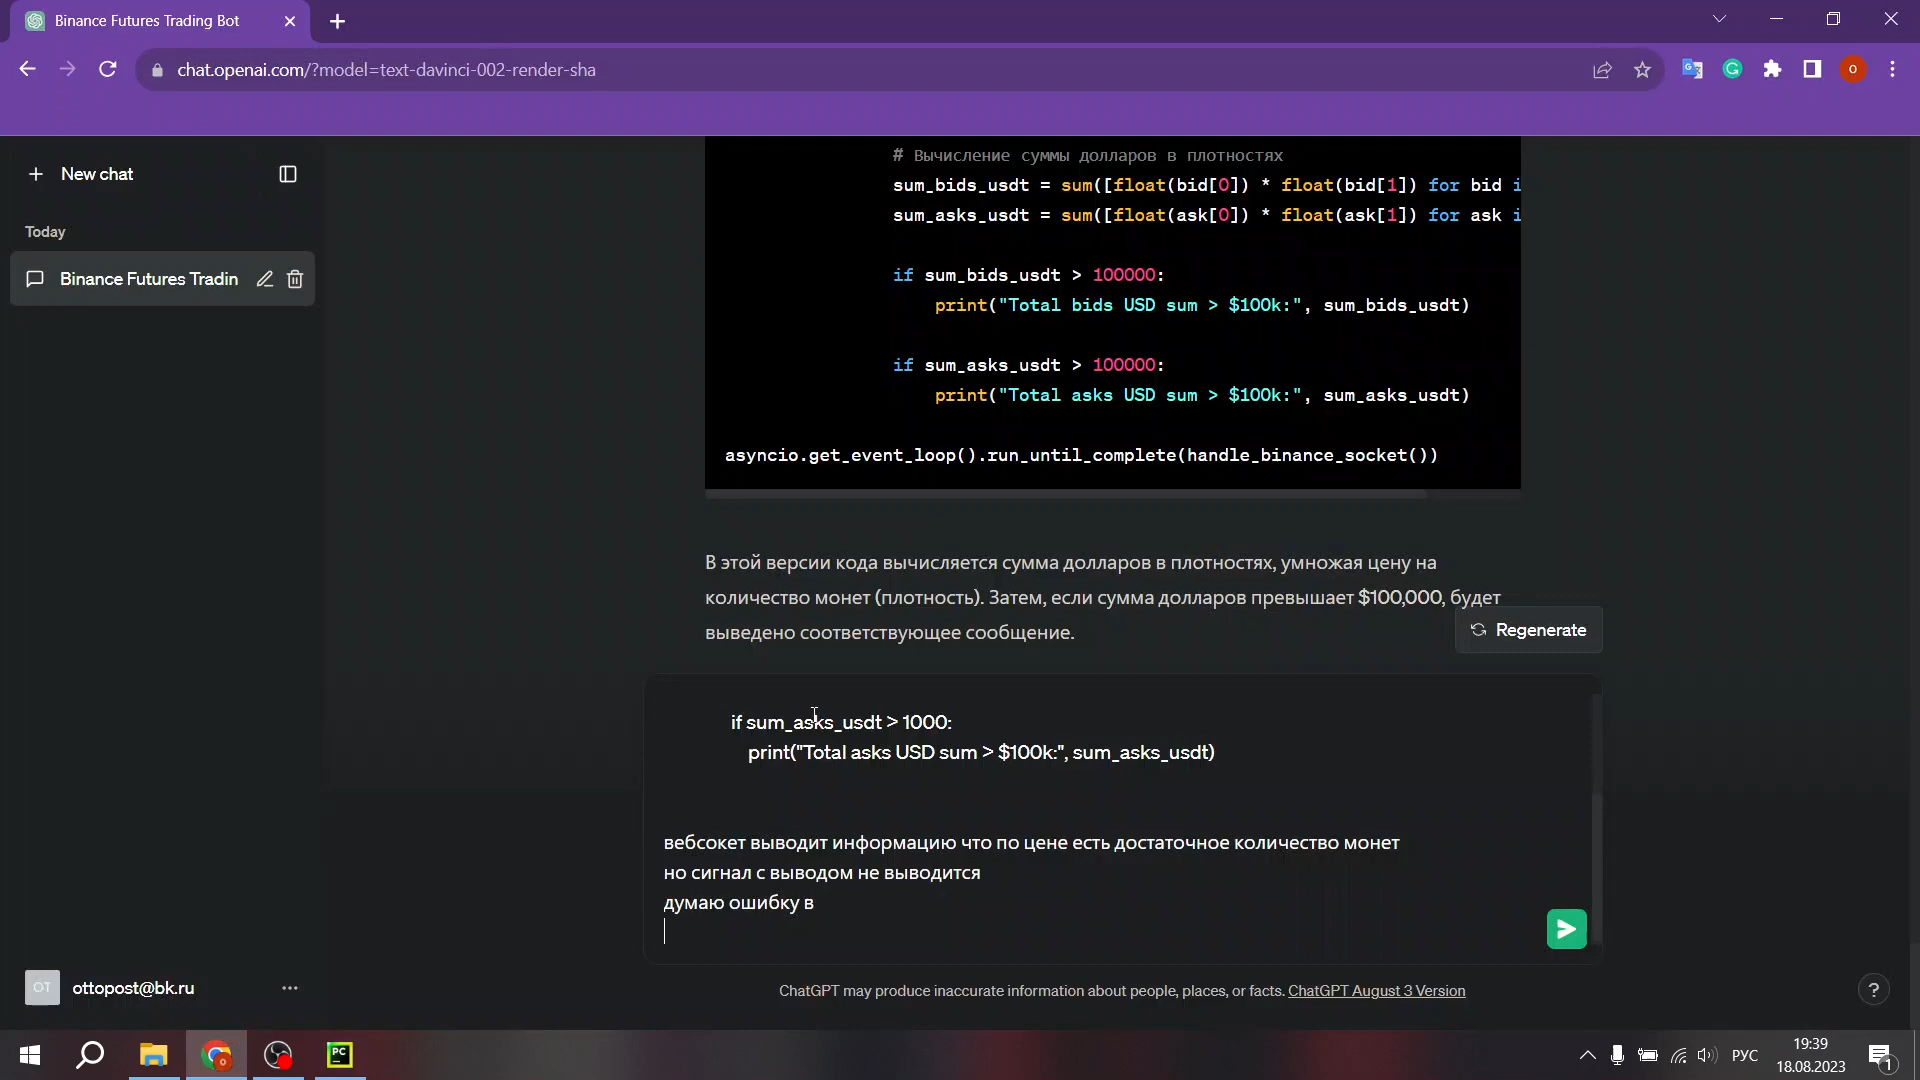 Binance Futures Trading Bot
chat.openai.com/?model=text-davinci-002-render-sha
o
New chat
Today
Binance Futures Tradin
# Вычисление суммы долларов в плотностях
sum_bids_usdt = sum([float(bid[0]) * float(bid[1]) for bid i
sum_asks_usdt = sum([float(ask[0]) * float(ask[1]) for ask i
if sum_bids_usdt > 100000:
print("Total bids USD sum > $100k:", sum_bids_usdt)
if sum_asks_usdt > 100000:
print("Total asks USD sum > $100k:", sum_asks_usdt)
asyncio.get_event_loop().run_until_complete(handle_binance_socket())
В этой версии кода вычисляется сумма долларов в плотностях, умножая цену на
количество монет (плотность). Затем, если сумма долларов превышает $100,000, будет
выведено соответствующее сообщение.
Regenerate
if sum_asks_usdt > 1000:
print("Total asks USD sum > $100k:", sum_asks_usdt)
вебсокет выводит информацию что по цене есть достаточное количество монет
но сигнал с выводом не выводится
думаю ошибку в
OT
ottopost@bk.ru
ChatGPT may produce inaccurate information about people, places, or facts. ChatGPT August 3 Version
?
PC
РУС
19:39
18.08.2023
1